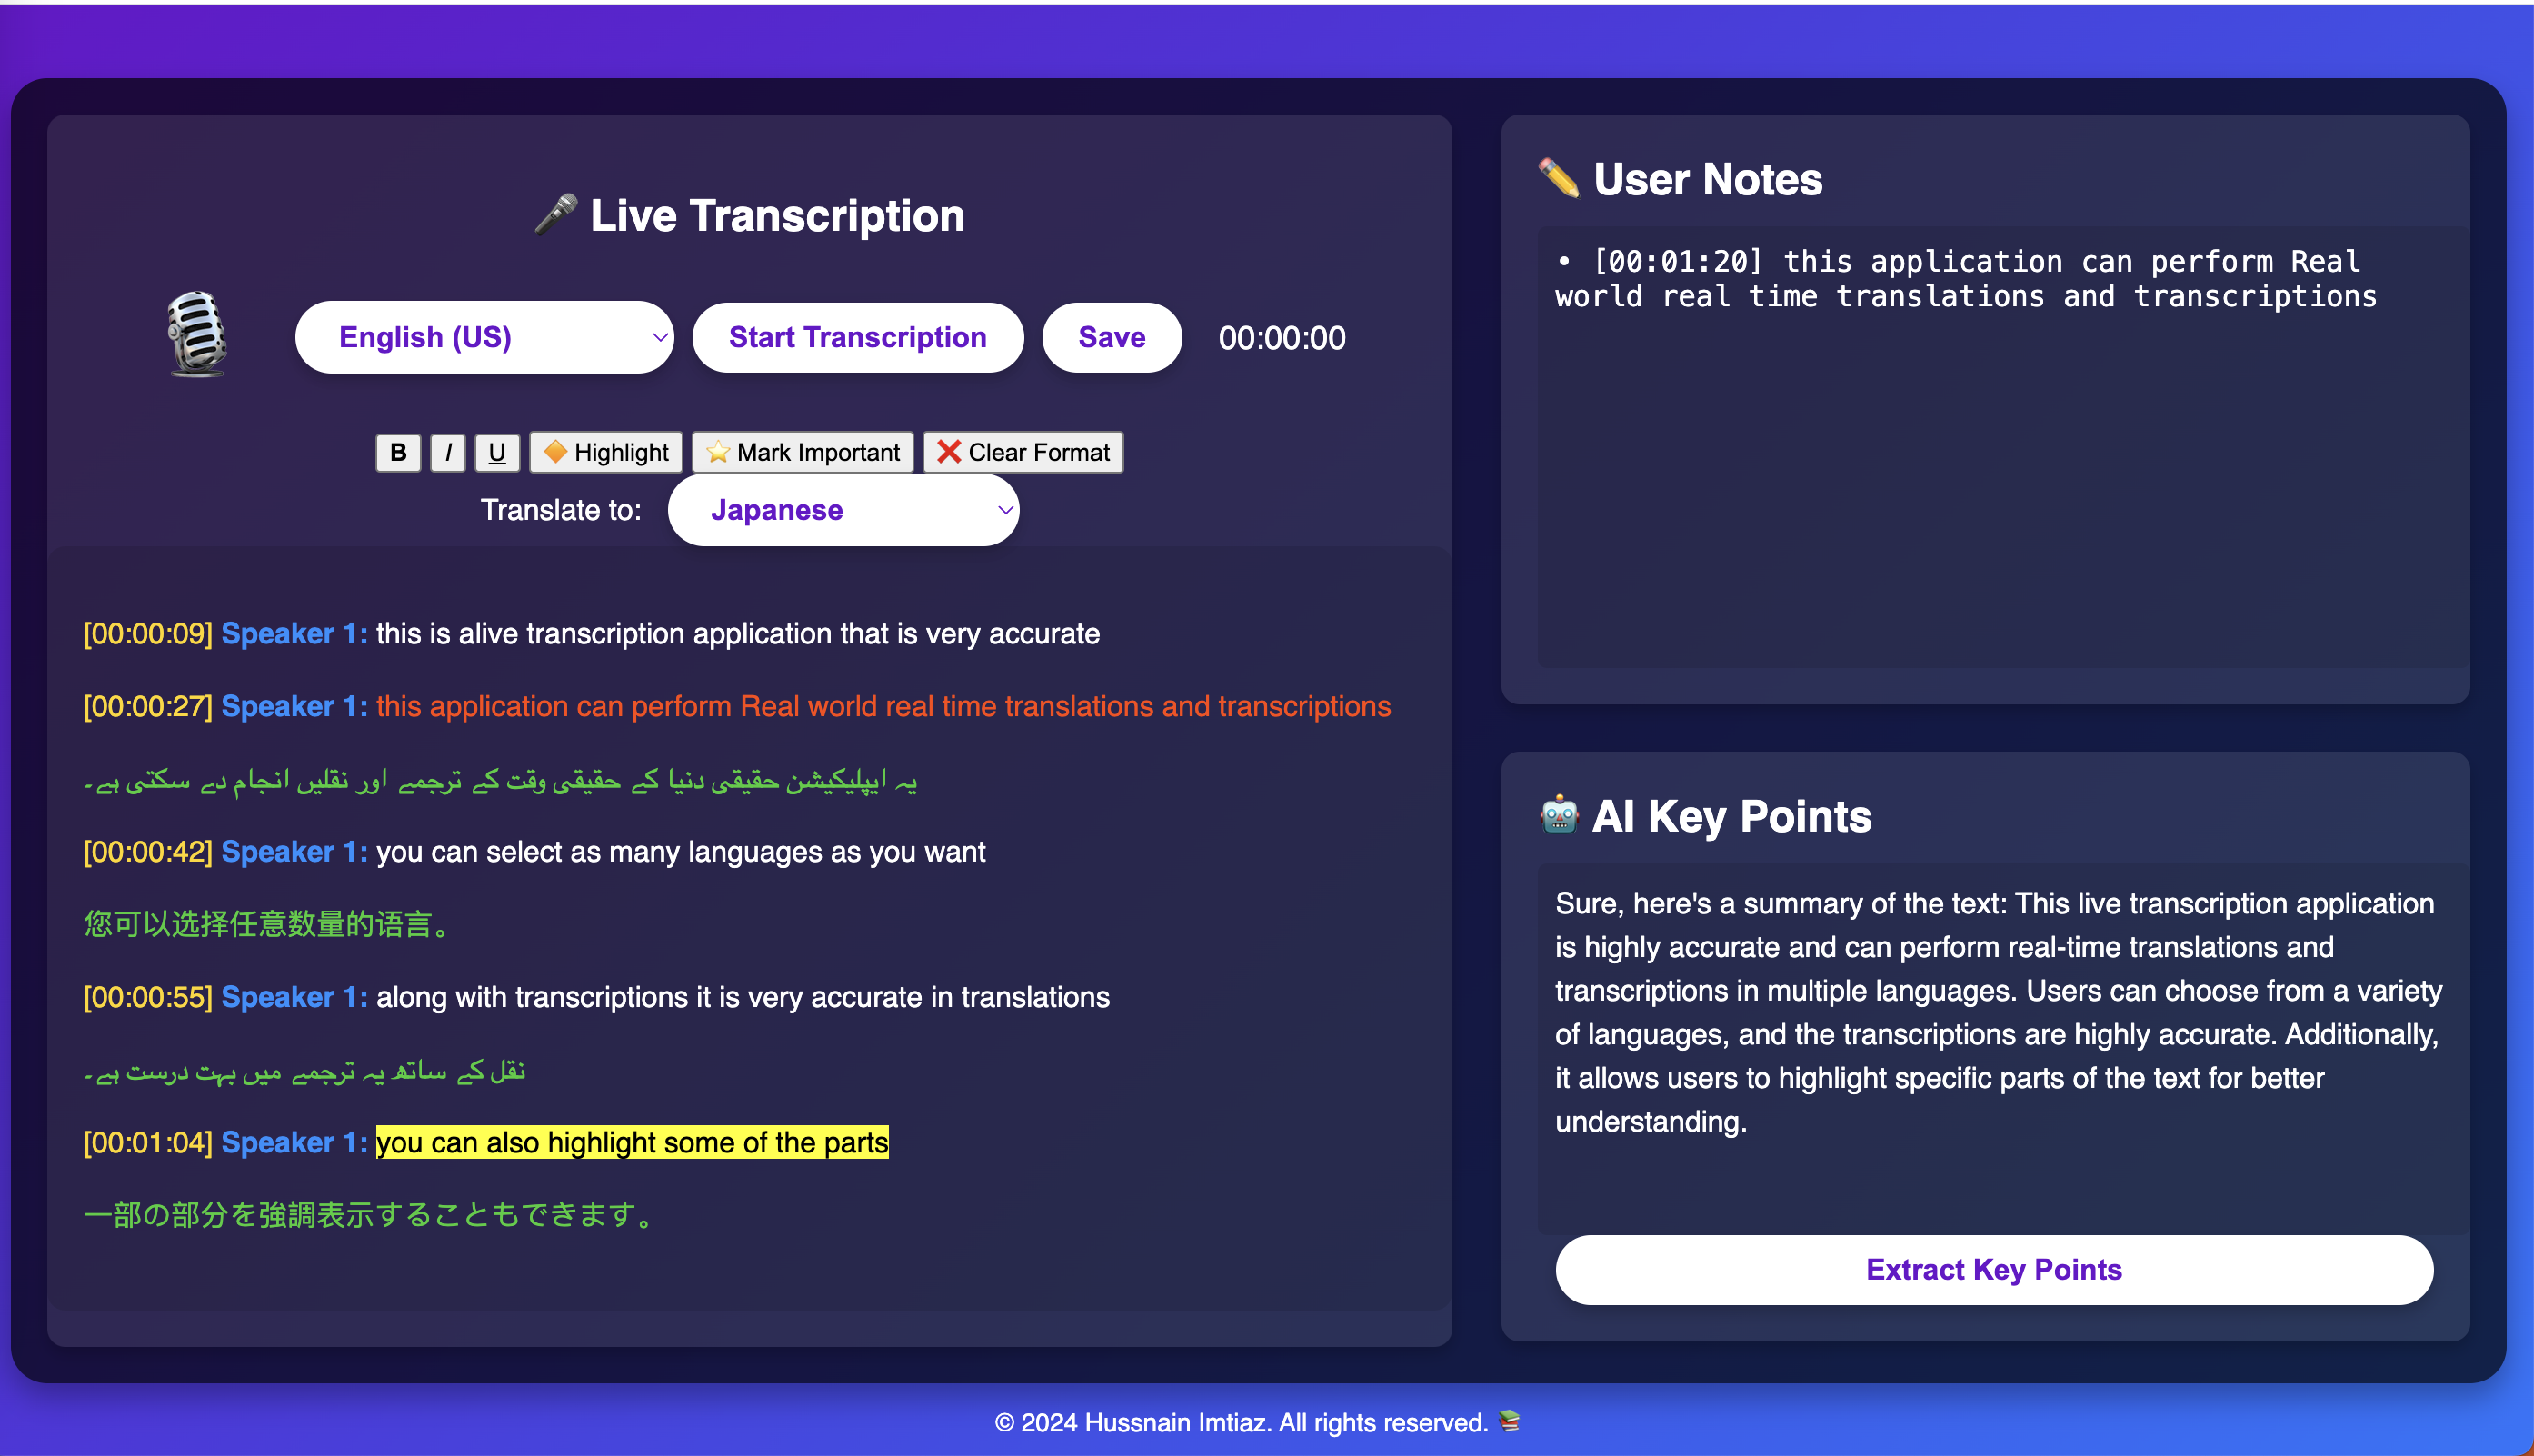 🎤 Live Transcription
English (US)
Start Transcription
Save
00:00:00
B
I
U
🔶 Highlight
⭐ Mark Important
❌ Clear Format
Translate to:
Japanese
[00:00:09] Speaker 1: this is alive transcription application that is very accurate
[00:00:27] Speaker 1: this application can perform Real world real time translations and transcriptions
یہ ایپلیکیشن حقیقی دنیا کے حقیقی وقت کے ترجمے اور نقلیں انجام دے سکتی ہے۔
[00:00:42] Speaker 1: you can select as many languages as you want
您可以选择任意数量的语言。
[00:00:55] Speaker 1: along with transcriptions it is very accurate in translations
نقل کے ساتھ یہ ترجمے میں بہت درست ہے۔
[00:01:04] Speaker 1: you can also highlight some of the parts
一部の部分を強調表示することもできます。
✏️ User Notes
• [00:01:20] this application can perform Real
world real time translations and transcriptions
🤖 AI Key Points
Sure, here's a summary of the text: This live transcription application
is highly accurate and can perform real-time translations and
transcriptions in multiple languages. Users can choose from a variety
of languages, and the transcriptions are highly accurate. Additionally,
it allows users to highlight specific parts of the text for better
understanding.
Extract Key Points
© 2024 Hussnain Imtiaz. All rights reserved. 📚